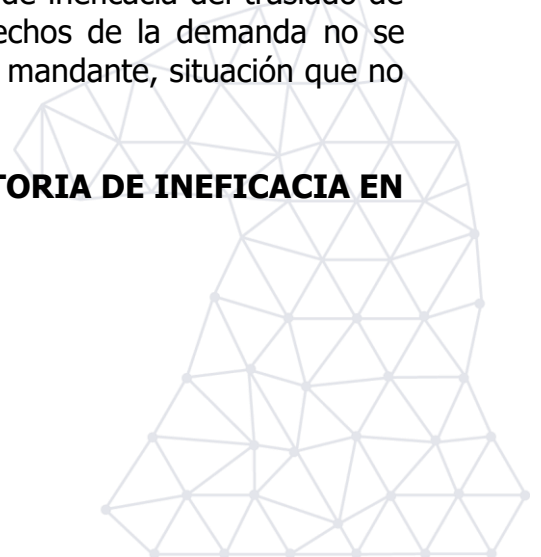 de ineficacia del traslado de
echos de la demanda no se
mandante, situación que no
TORIA DE INEFICACIA EN